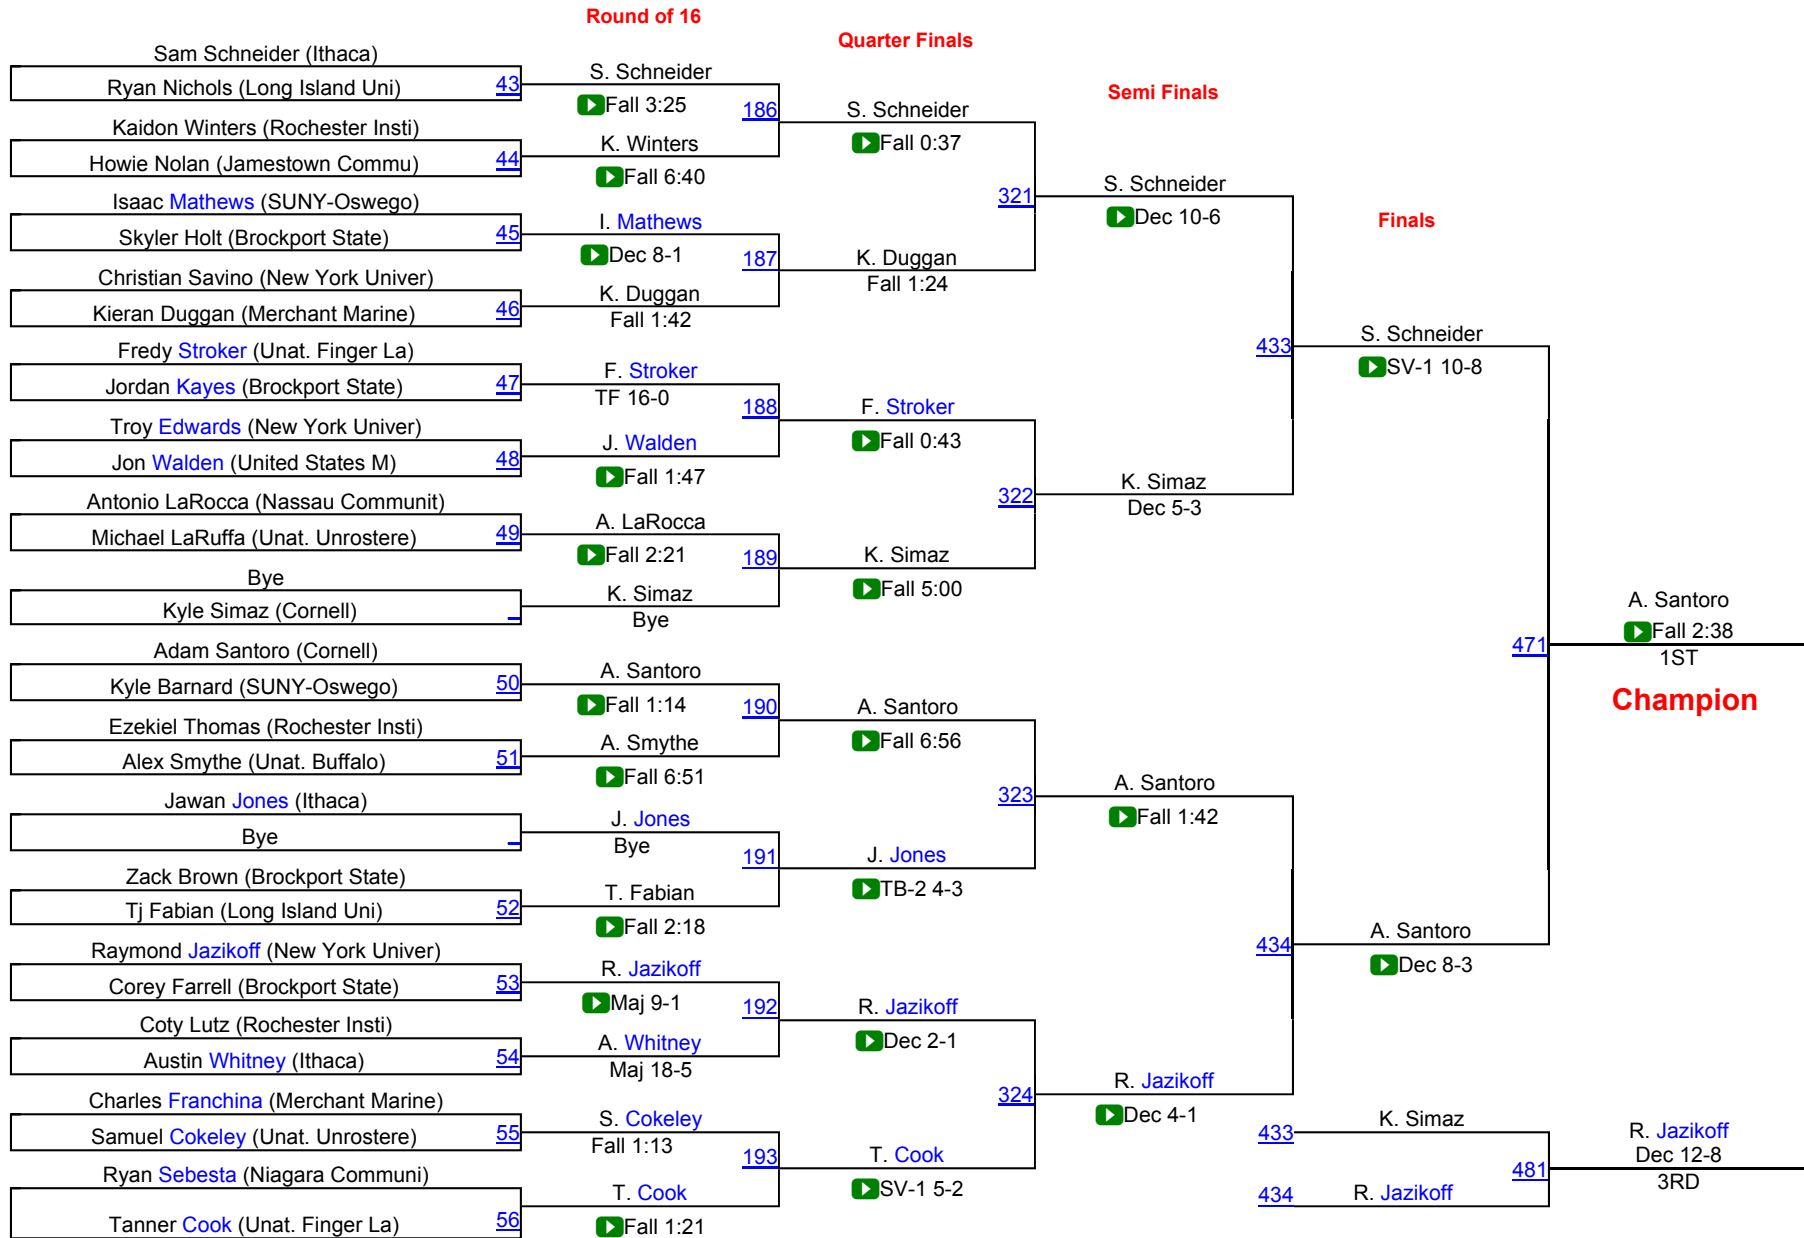 Round of 16
Quarter Finals
Semi Finals
Finals
Sam Schneider (Ithaca)
Ryan Nichols (Long Island Uni)
43
Kaidon Winters (Rochester Insti)
Howie Nolan (Jamestown Commu)
44
Isaac Mathews (SUNY-Oswego)
Skyler Holt (Brockport State)
45
Christian Savino (New York Univer)
Kieran Duggan (Merchant Marine)
46
Fredy Stroker (Unat. Finger La)
Jordan Kayes (Brockport State)
47
Troy Edwards (New York Univer)
Jon Walden (United States M)
48
Antonio LaRocca (Nassau Communit)
Michael LaRuffa (Unat. Unrostere)
49
Bye
Kyle Simaz (Cornell)
Adam Santoro (Cornell)
Kyle Barnard (SUNY-Oswego)
50
Ezekiel Thomas (Rochester Insti)
Alex Smythe (Unat. Buffalo)
51
Jawan Jones (Ithaca)
Bye
Zack Brown (Brockport State)
Tj Fabian (Long Island Uni)
52
Raymond Jazikoff (New York Univer)
Corey Farrell (Brockport State)
53
Coty Lutz (Rochester Insti)
Austin Whitney (Ithaca)
54
Charles Franchina (Merchant Marine)
Samuel Cokeley (Unat. Unrostere)
55
Ryan Sebesta (Niagara Communi)
Tanner Cook (Unat. Finger La)
56
S. Schneider
Fall 3:25
186
K. Winters
Fall 6:40
I. Mathews
Dec 8-1
187
K. Duggan
Fall 1:42
F. Stroker
TF 16-0
188
J. Walden
Fall 1:47
A. LaRocca
Fall 2:21
189
K. Simaz
Bye
A. Santoro
Fall 1:14
190
A. Smythe
Fall 6:51
J. Jones
Bye
191
T. Fabian
Fall 2:18
R. Jazikoff
Maj 9-1
192
A. Whitney
Maj 18-5
S. Cokeley
Fall 1:13
193
T. Cook
Fall 1:21
S. Schneider
Fall 0:37
321
K. Duggan
Fall 1:24
F. Stroker
Fall 0:43
322
K. Simaz
Fall 5:00
A. Santoro
Fall 6:56
323
J. Jones
TB-2 4-3
R. Jazikoff
Dec 2-1
324
T. Cook
SV-1 5-2
S. Schneider
Dec 10-6
433
K. Simaz
Dec 5-3
A. Santoro
Fall 1:42
434
R. Jazikoff
Dec 4-1
S. Schneider
SV-1 10-8
471
A. Santoro
Dec 8-3
A. Santoro
Fall 2:38
1ST
Champion
433
K. Simaz
434
R. Jazikoff
481
R. Jazikoff
Dec 12-8
3RD